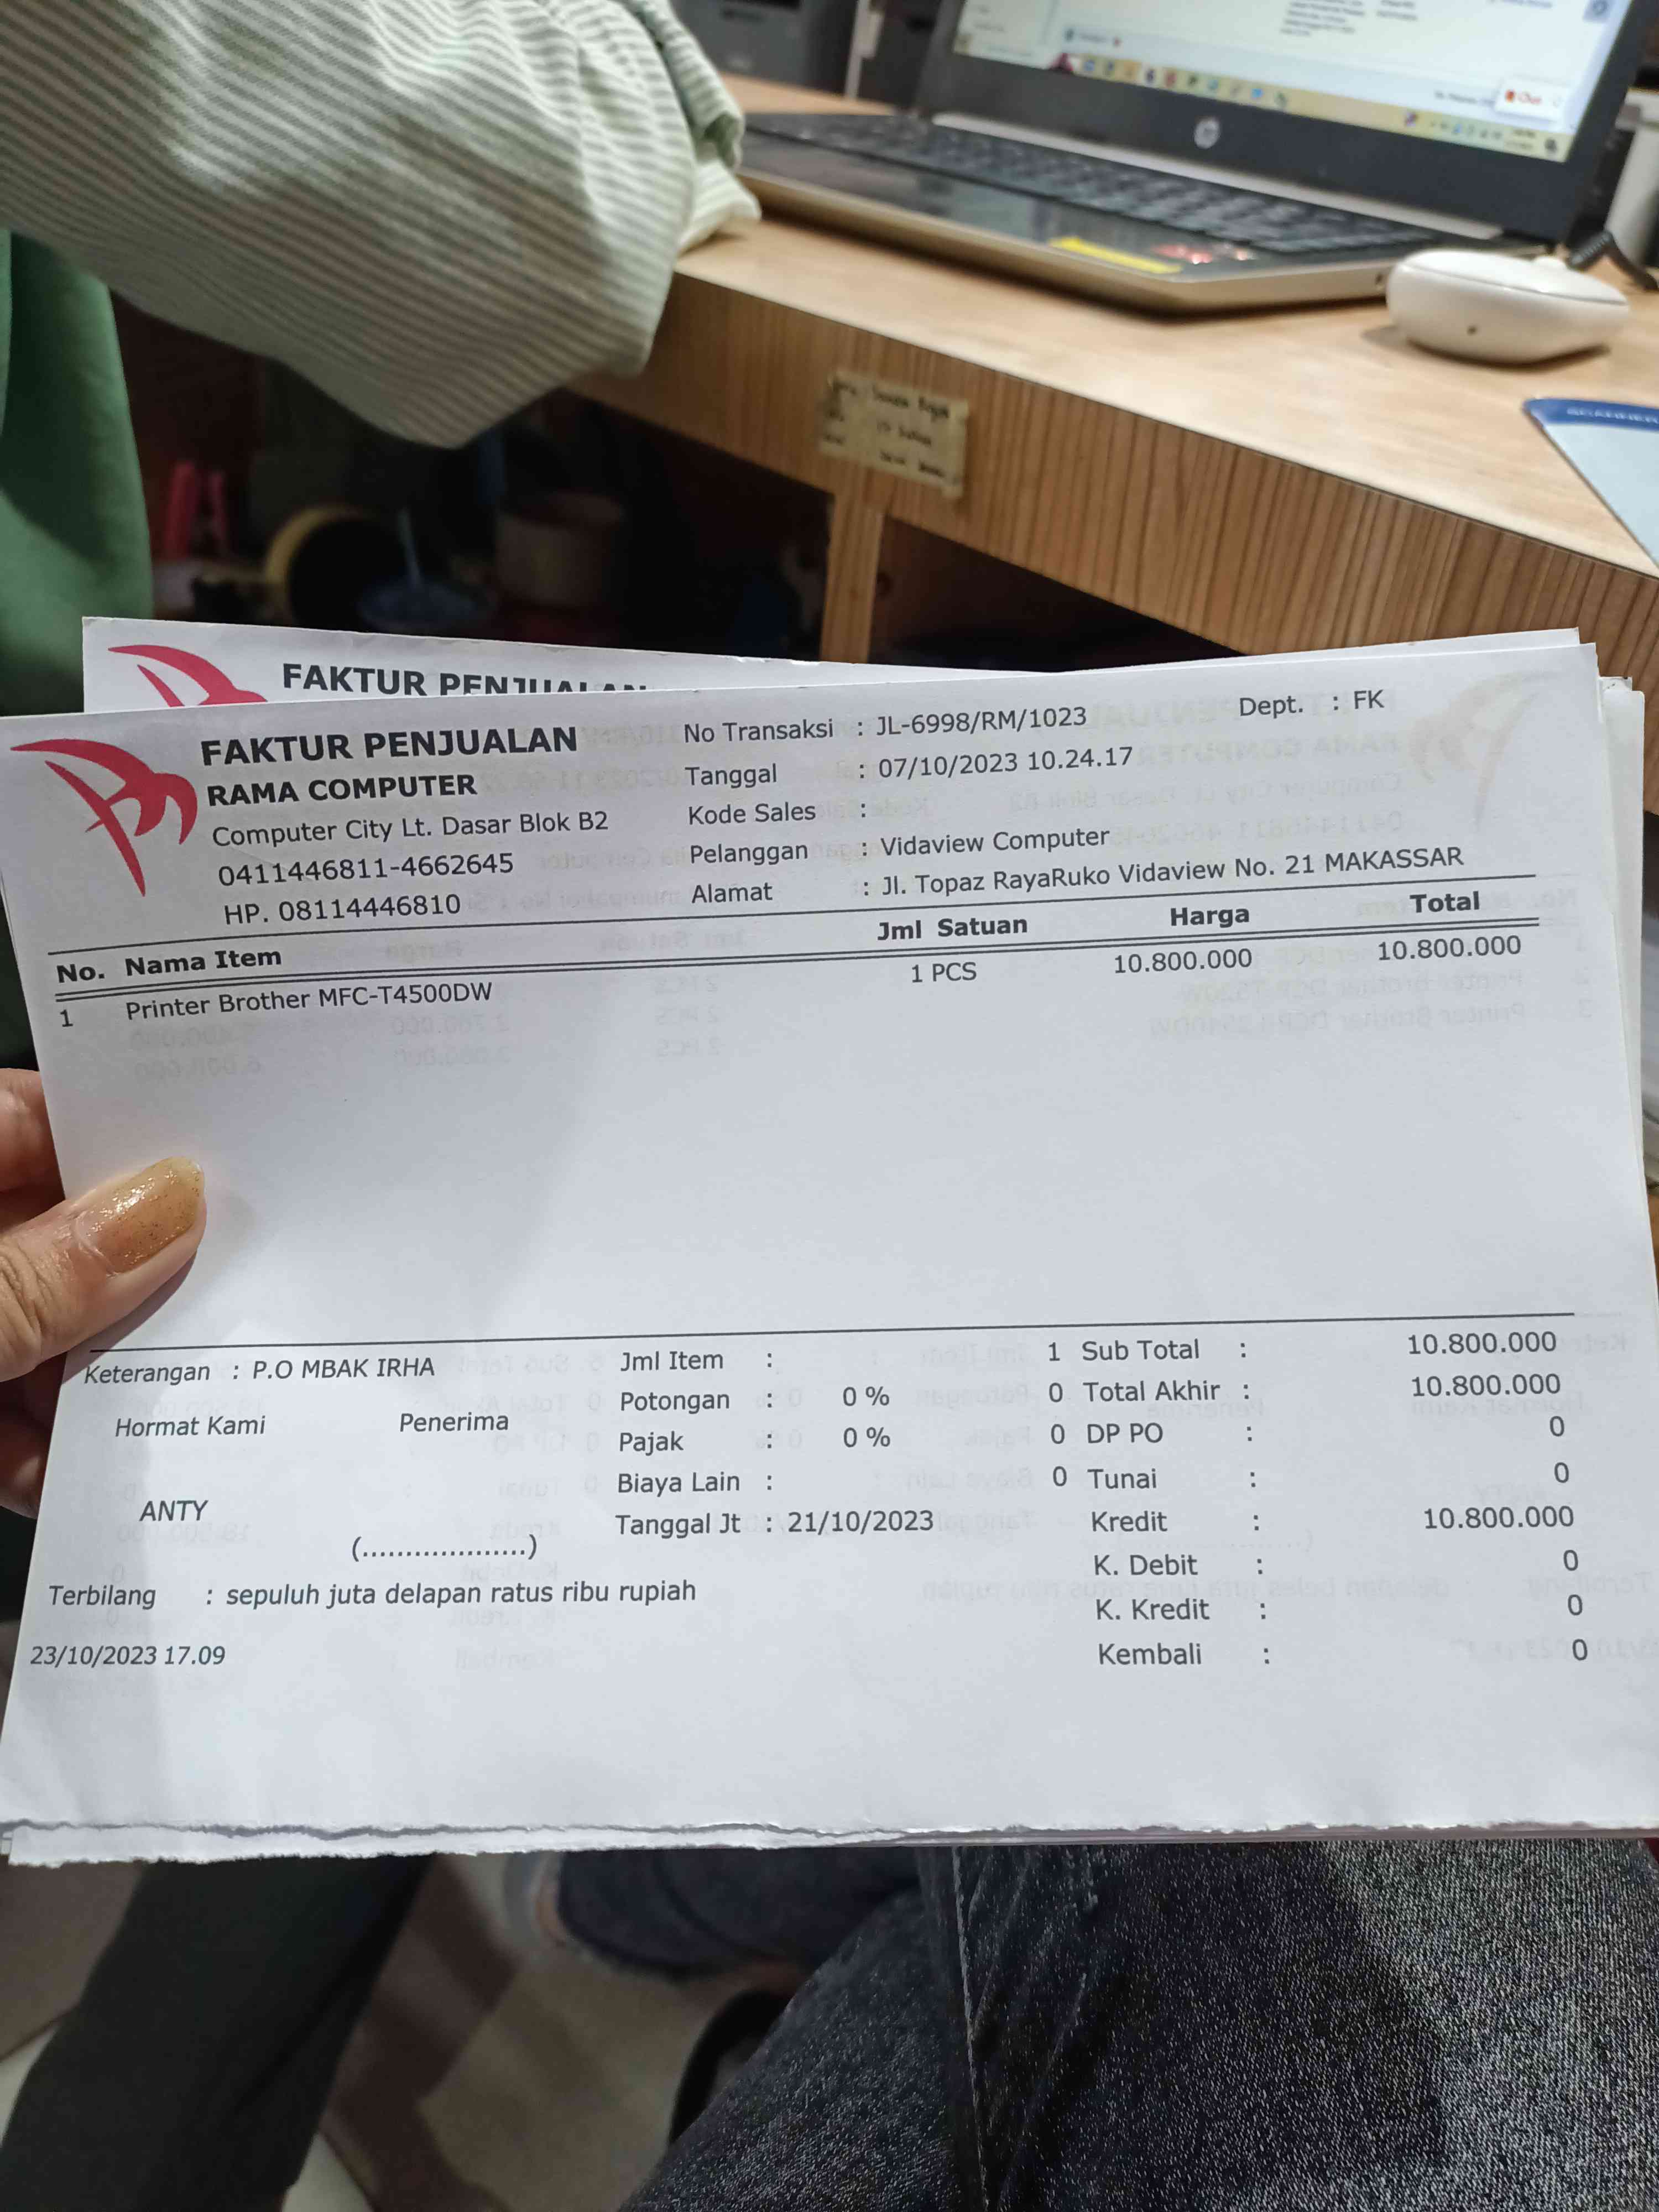 FAKTUR PENJUALAN
FAKTUR PENJUALAN
RAMA COMPUTER
Computer City Lt. Dasar Blok B2
0411446811-4662645
HP. 08114446810
No Transaksi : JL-6998/RM/1023
Dept. : FK
Tanggal : 07/10/2023 10.24.17
Kode Sales :
Pelanggan : Vidaview Computer
Alamat : Jl. Topaz RayaRuko Vidaview No. 21 MAKASSAR
No. Nama Item Jml Satuan Harga Total
1 Printer Brother MFC-T4500DW 1 PCS 10.800.000 10.800.000
Keterangan : P.O MBAK IRHA
Hormat Kami Penerima
ANTY
(...................)
Jml Item : 1
Potongan : 0 % 0
Pajak : 0 % 0
Biaya Lain : 0
Tanggal Jt : 21/10/2023
Sub Total : 10.800.000
Total Akhir : 10.800.000
DP PO : 0
Tunai : 0
Kredit : 10.800.000
K. Debit : 0
K. Kredit : 0
Kembali : 0
Terbilang : sepuluh juta delapan ratus ribu rupiah
23/10/2023 17.09